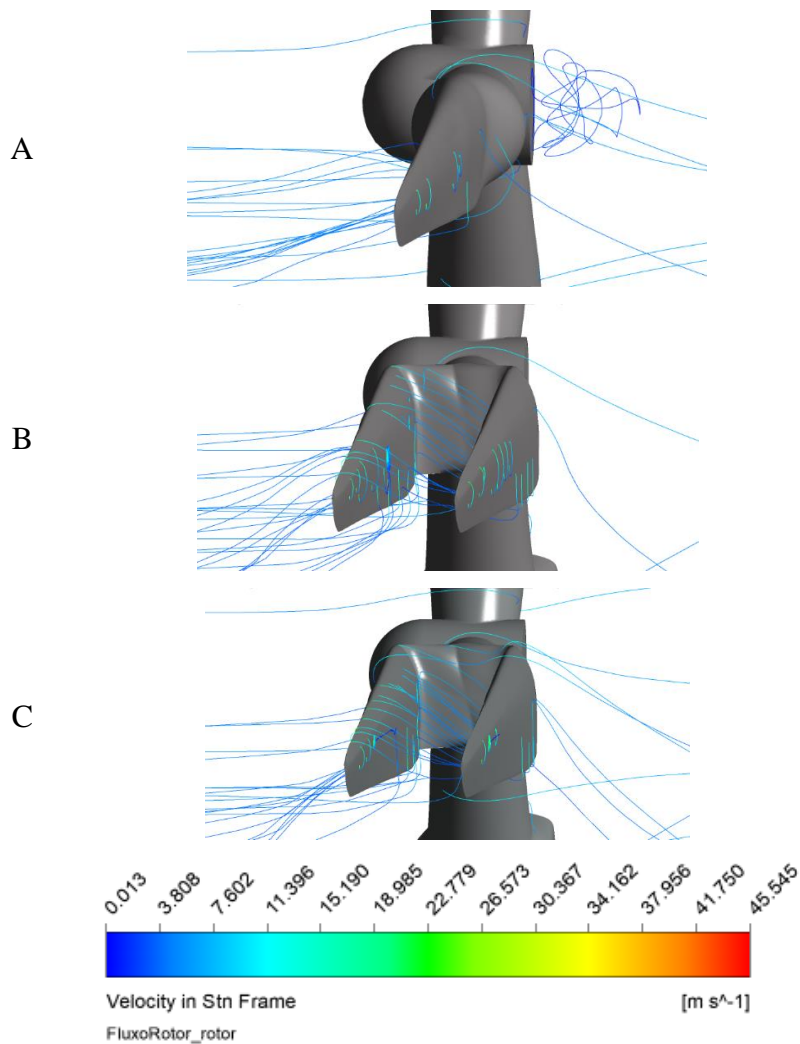 A
B
C
0.013 3.808 7.602 11.396 15.190 18.985 22.779 26.573 30.367 34.162 37.956 41.750 45.545
Velocity in Stn Frame [m s^-1]
FluxoRotor_rotor